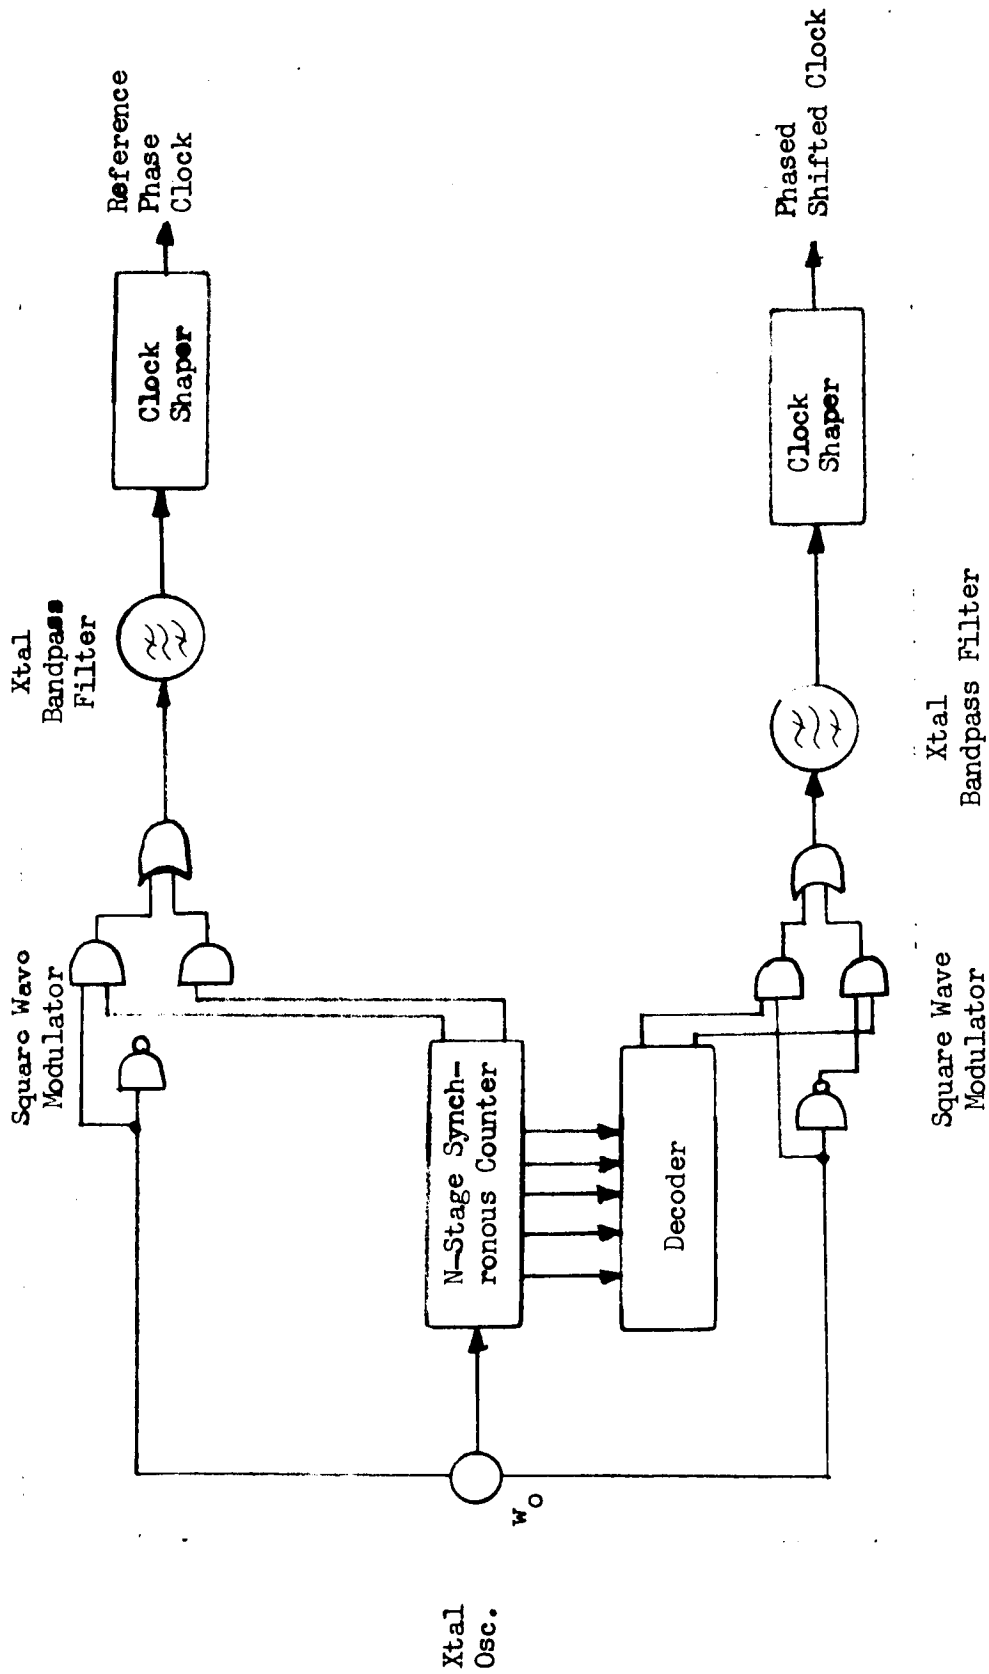 Xtal
Osc.
w₀
Square Wave
Modulator
Xtal
Bandpass
Filter
Clock
Shaper
Reference
Phase
Clock
N-Stage Synch-
ronous Counter
Decoder
Square Wave
Modulator
Xtal
Bandpass Filter
Clock
Shaper
Phased
Shifted Clock